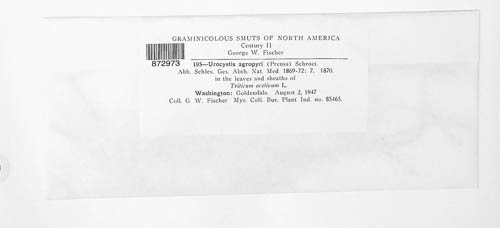 GRAMINICOLOUS SMUTS OF NORTH AMERICA
Century II
George W. Fischer
872973
195—Urocystis agropyri (Preuss) Schroet.
Abh. Schles. Ges. Abth. Nat. Med. 1869-72: 7. 1870.
in the leaves and sheaths of
Triticum aestivum L.
Washington: Goldendale. August 2, 1947
Coll. G. W. Fischer Myc. Coll. Bur. Plant Ind. no. 85465.